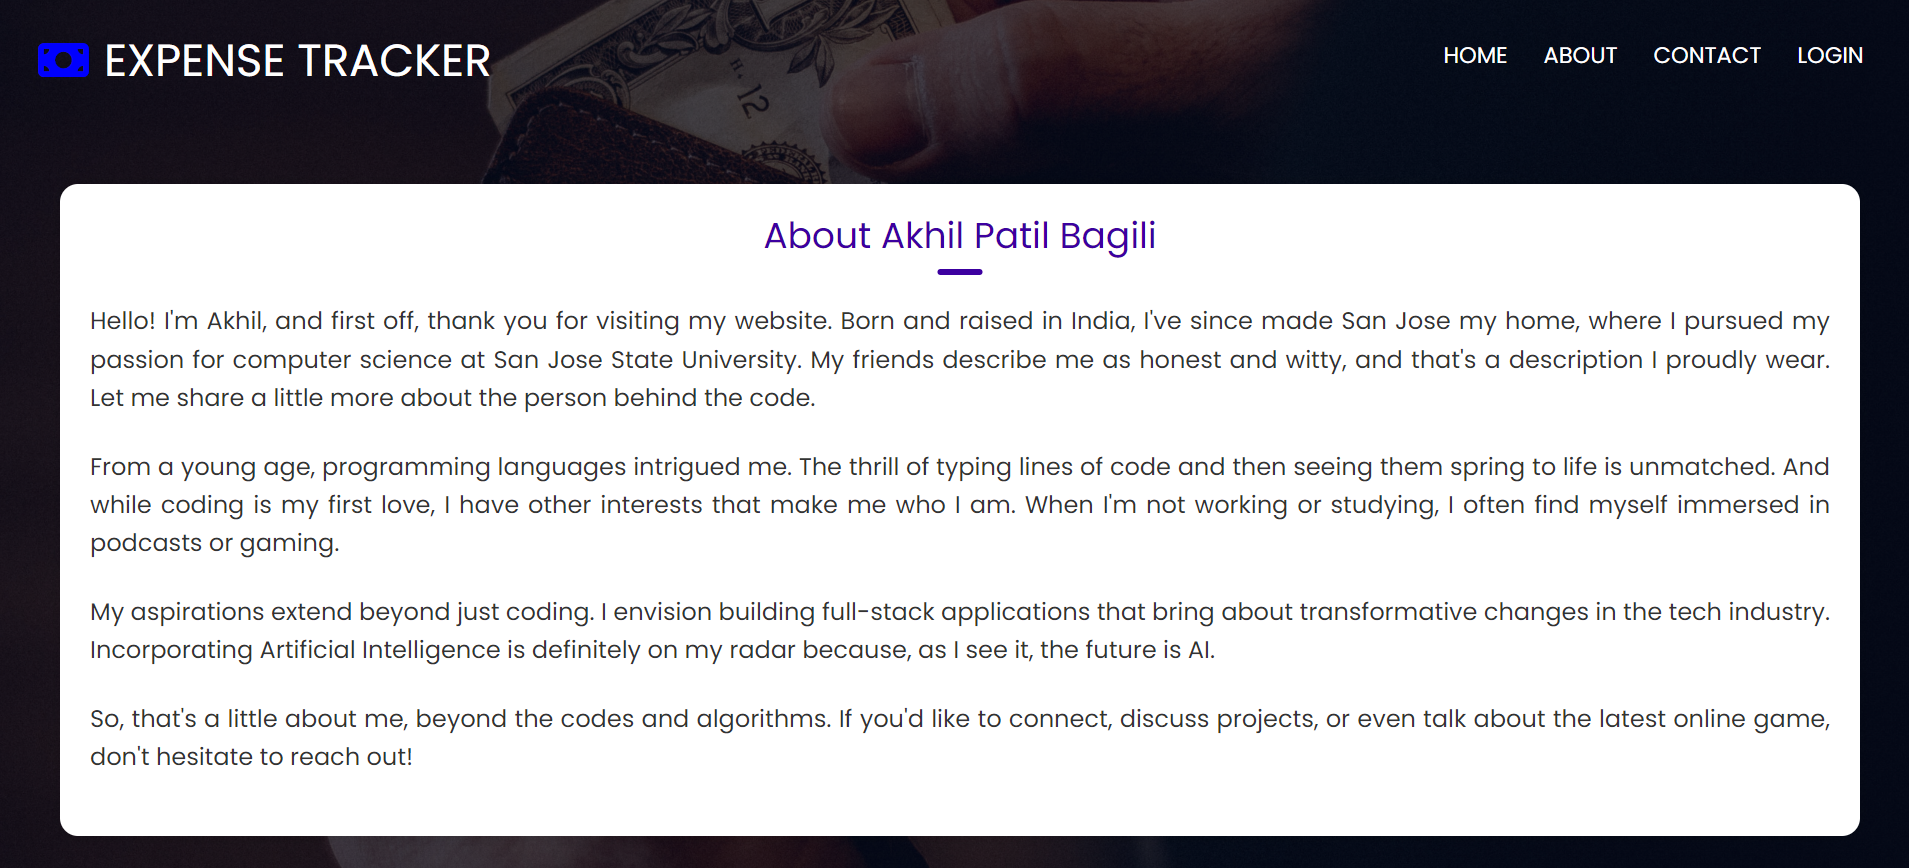 EXPENSE TRACKER
HOME ABOUT CONTACT LOGIN
H. 12
About Akhil Patil Bagili
Hello! I'm Akhil, and first off, thank you for visiting my website. Born and raised in India, I've since made San Jose my home, where I pursued my
passion for computer science at San Jose State University. My friends describe me as honest and witty, and that's a description I proudly wear.
Let me share a little more about the person behind the code.
From a young age, programming languages intrigued me. The thrill of typing lines of code and then seeing them spring to life is unmatched. And
while coding is my first love, I have other interests that make me who I am. When I'm not working or studying, I often find myself immersed in
podcasts or gaming.
My aspirations extend beyond just coding. I envision building full-stack applications that bring about transformative changes in the tech industry.
Incorporating Artificial Intelligence is definitely on my radar because, as I see it, the future is AI.
So, that's a little about me, beyond the codes and algorithms. If you'd like to connect, discuss projects, or even talk about the latest online game,
don't hesitate to reach out!